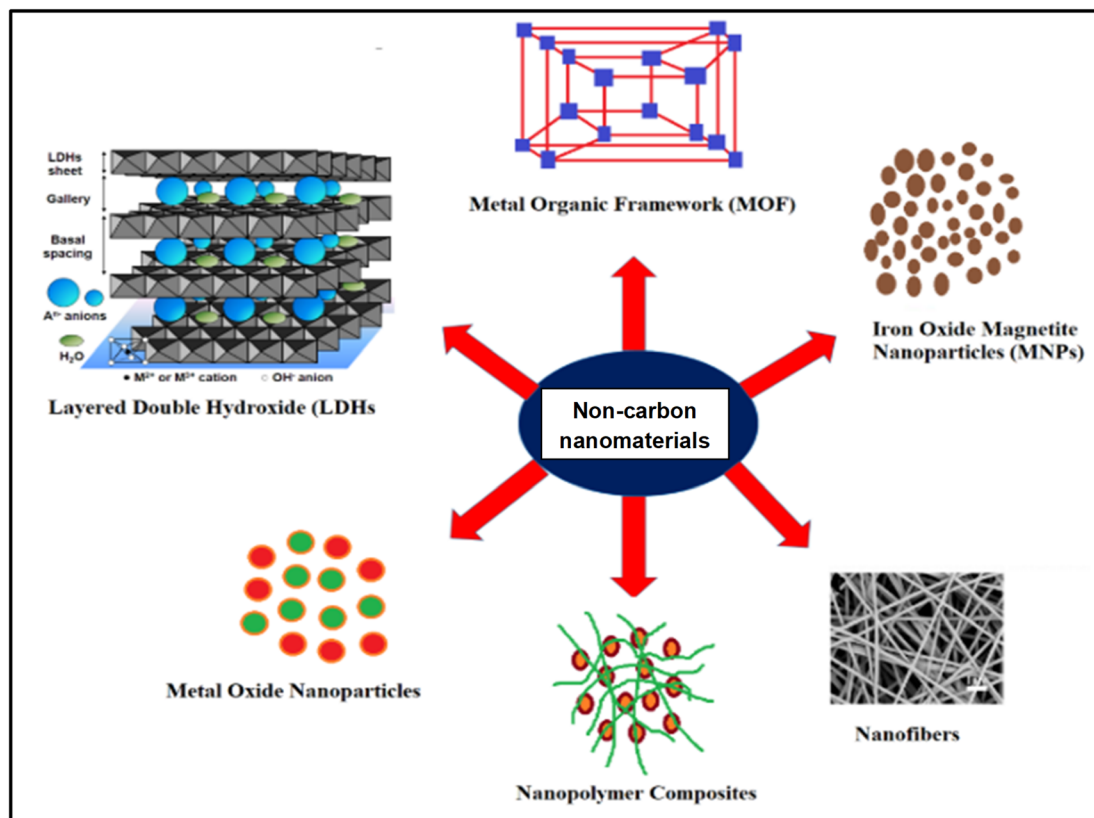 LDHs
sheet
Gallery
Basal
spacing
Aⁿ⁻ anions
H₂O
● M²⁺ or M³⁺ cation ○ OH⁻ anion
Layered Double Hydroxide (LDHs
Metal Organic Framework (MOF)
Iron Oxide Magnetite
Nanoparticles (MNPs)
Non-carbon
nanomaterials
Metal Oxide Nanoparticles
Nanopolymer Composites
Nanofibers